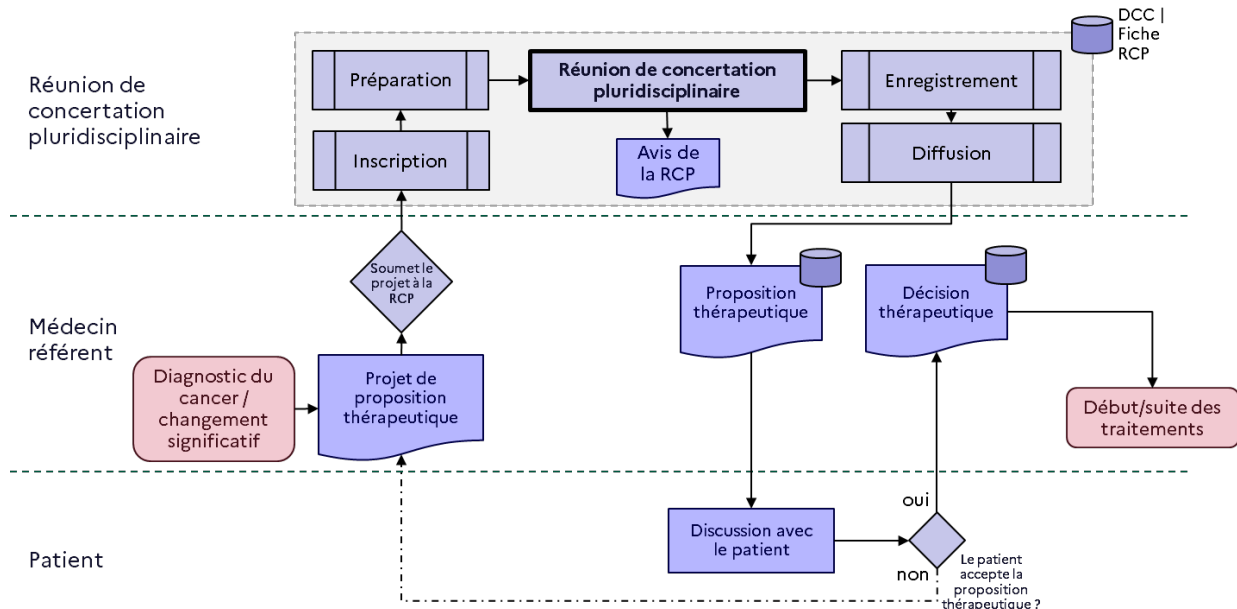 DCC |
Fiche
RCP
Réunion de
concertation
pluridisciplinaire
Préparation
Réunion de concertation
pluridisciplinaire
Enregistrement
Inscription
Avis de
la RCP
Diffusion
Médecin
référent
Soumet le
projet à la
RCP
Proposition
thérapeutique
Décision
thérapeutique
Diagnostic du
cancer /
changement
significatif
Projet de
proposition
thérapeutique
Début/suite des
traitements
Patient
Discussion avec
le patient
oui
non
Le patient
accepte la
proposition
thérapeutique ?